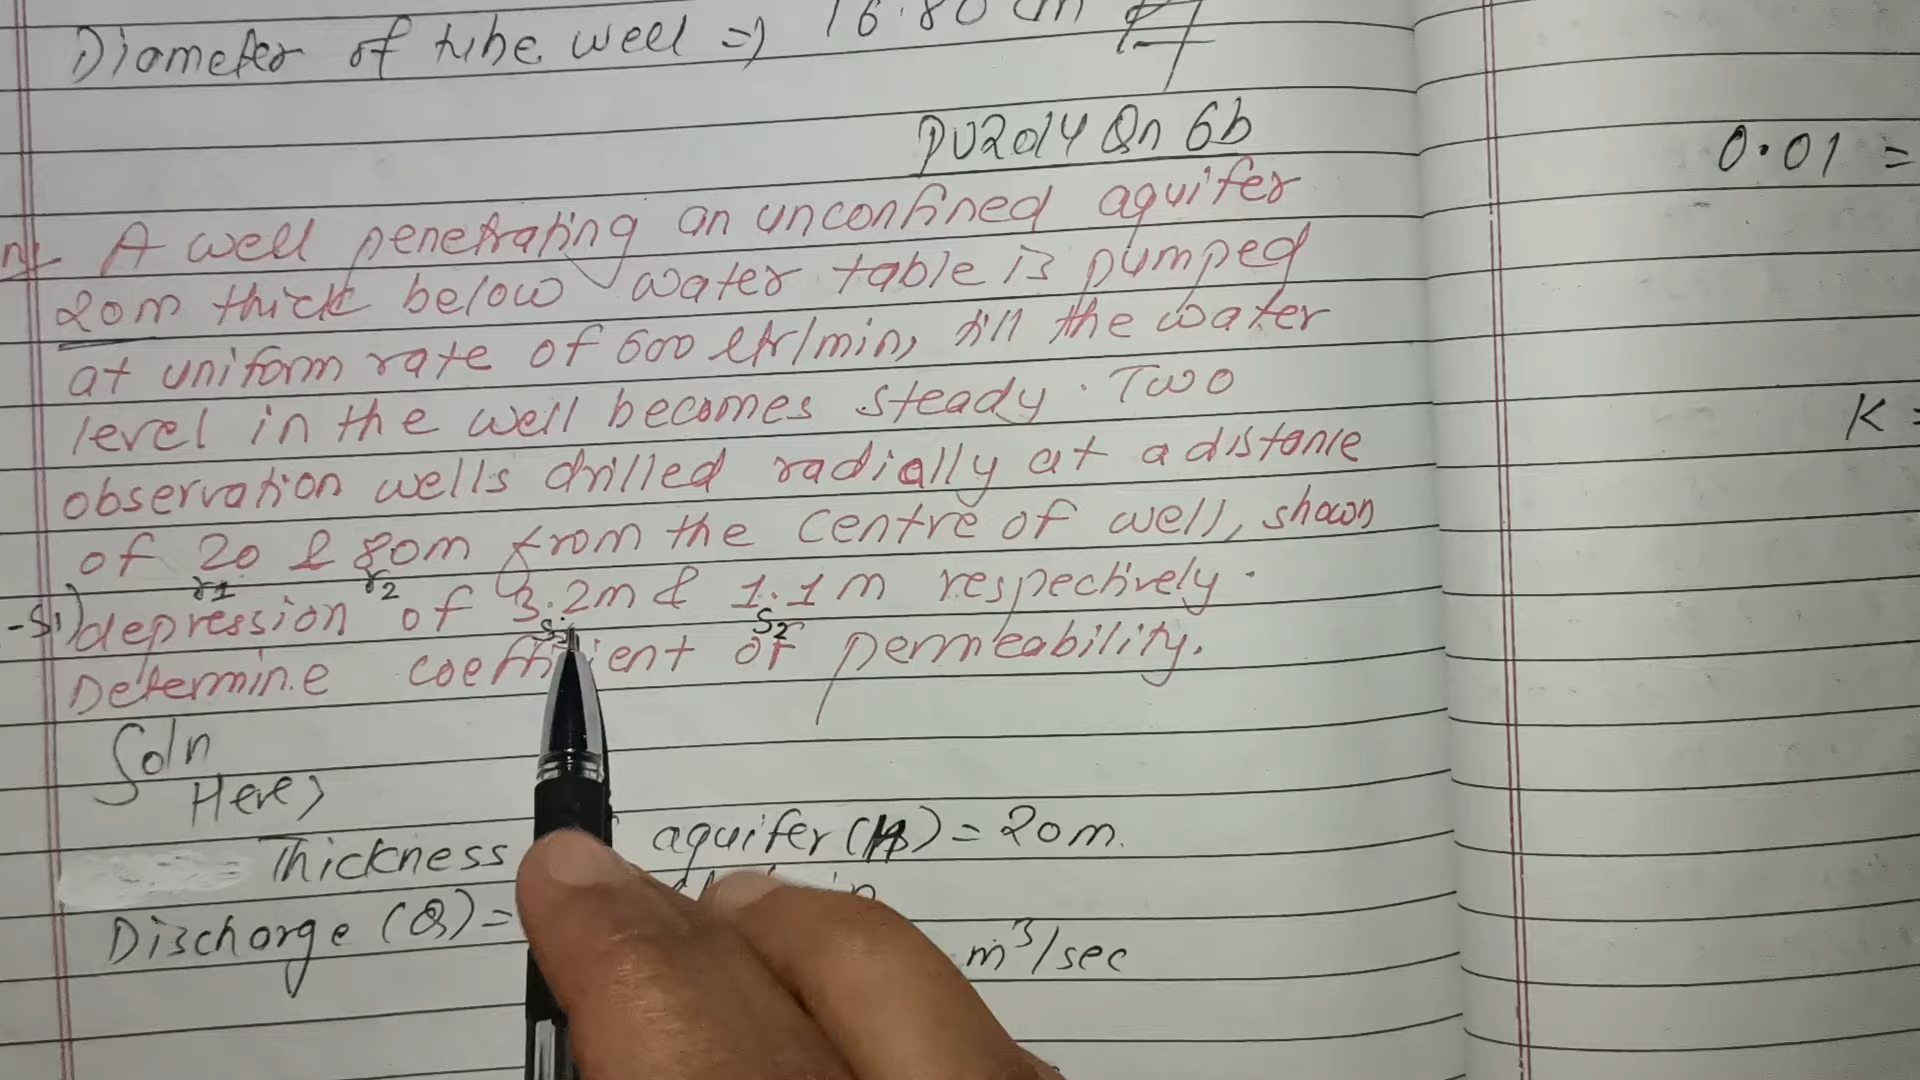 Diameter of tube well => 16.80 cm
PU2014 Qn 6b
A well penetrating an unconfined aquifer
20m thick below water table is pumped
at uniform rate of 600 ltr/min, till the water
level in the well becomes steady. Two
observation wells drilled radially at a distance
of 20 & 80m from the centre of well, shown
r1 r2
depression of 3.2m & 1.1m respectively.
S2
Determine coefficient of permeability.
Soln
Here,
Thickness aquifer (H) = 20m.
Discharge (Q) =
m³/sec
0.01 =
K =